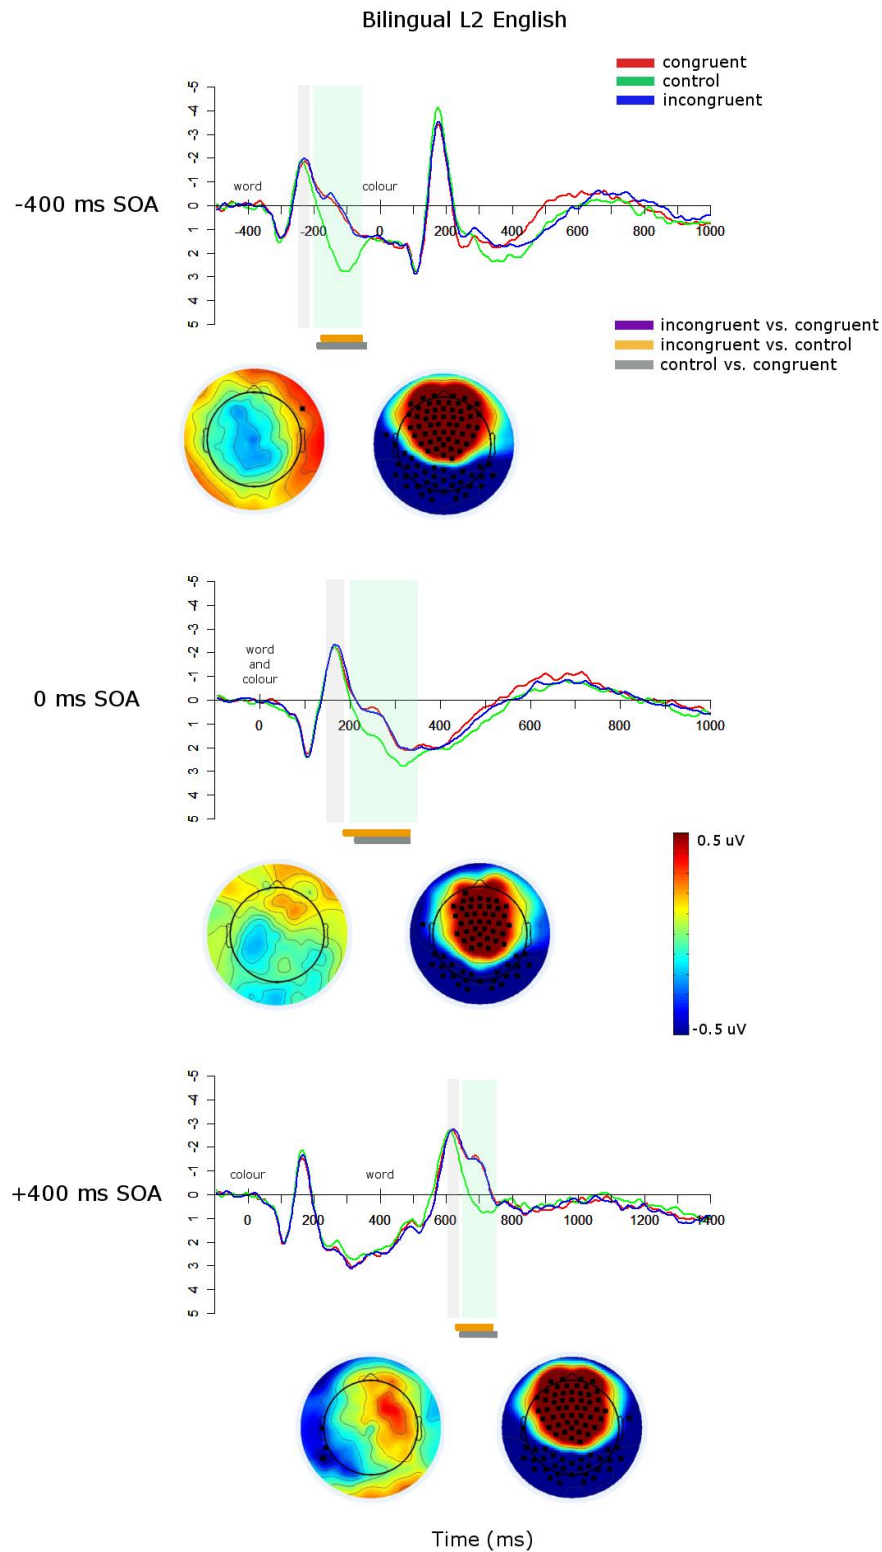 Bilingual L2 English
congruent
control
incongruent
-5
-4
-3
-2
-1
0
1
2
3
4
5
word
colour
-400 ms SOA
-400
-200
0
200
400
600
800
1000
incongruent vs. congruent
incongruent vs. control
control vs. congruent
-5
-4
-3
-2
-1
0
1
2
3
4
5
word
and
colour
0 ms SOA
0
200
400
600
800
1000
0.5 uV
-0.5 uV
-5
-4
-3
-2
-1
0
1
2
3
4
5
colour
word
+400 ms SOA
0
200
400
600
800
1000
1200
1400
Time (ms)